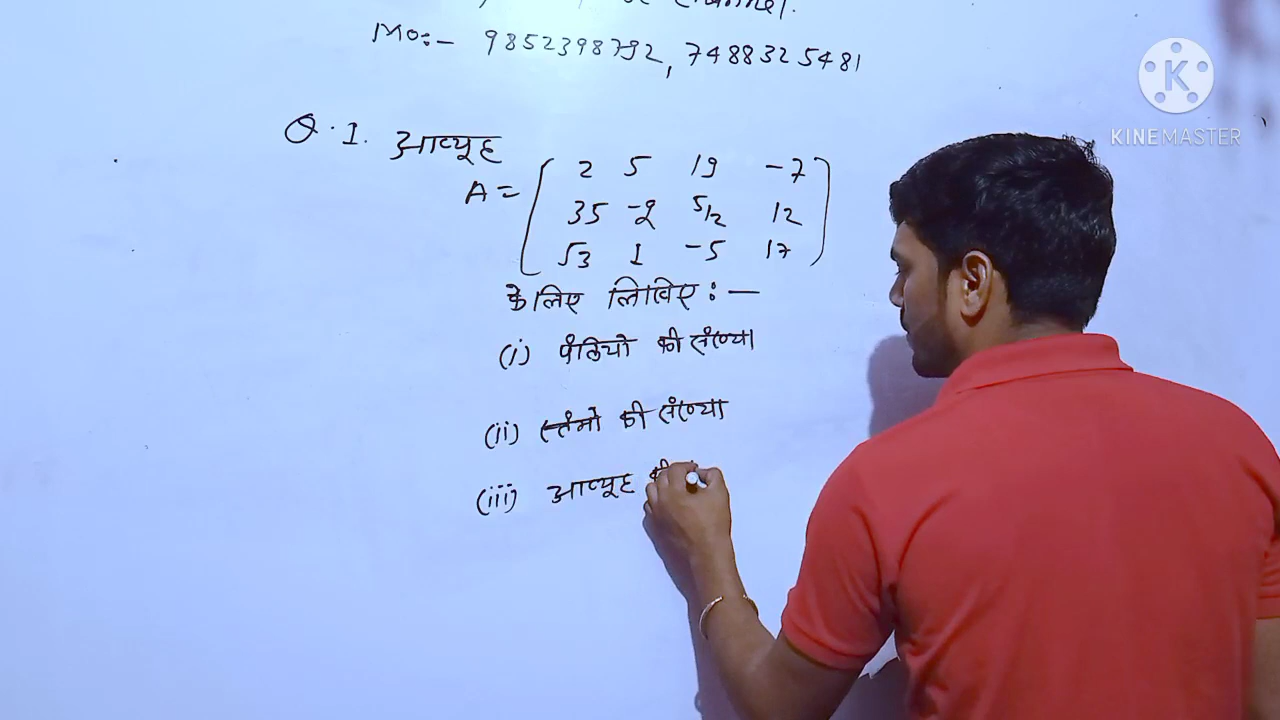 channel.
Mo:- 9852398792, 7488325481
Q.1. आव्यूह
A = ( 2 5 19 -7
35 -2 5/2 12
√3 1 -5 17 )
के लिए लिखिए :—
(i) पंक्तियों की संख्या
(ii) स्तंभो की संख्या
(iii) आव्यूह की
K
KINEMASTER